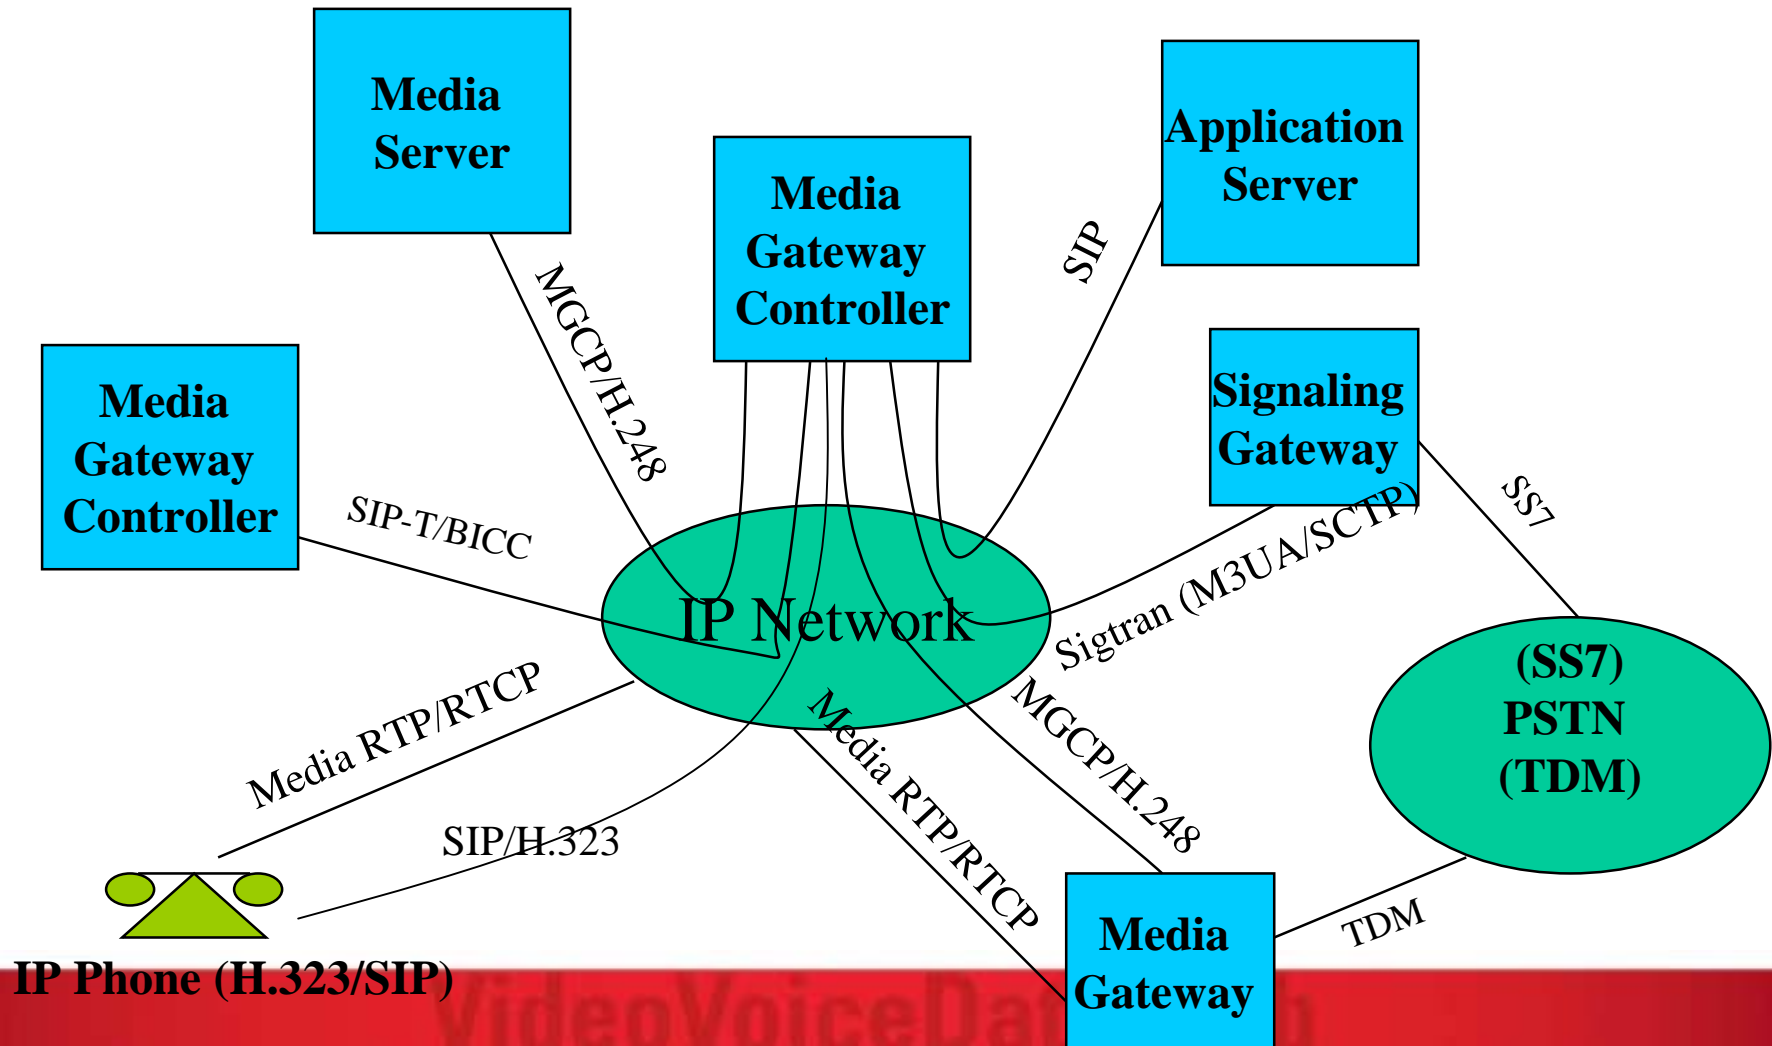 Media
Server
Application
Server
Media
Gateway
Controller
SIP
MGCP/H.248
Media
Gateway
Controller
Signaling
Gateway
SIP-T/BICC
SS7
Sigtran (M3UA/SCTP)
IP Network
(SS7)
PSTN
(TDM)
Media RTP/RTCP
Media RTP/RTCP
MGCP/H.248
SIP/H.323
TDM
Media
Gateway
IP Phone (H.323/SIP)